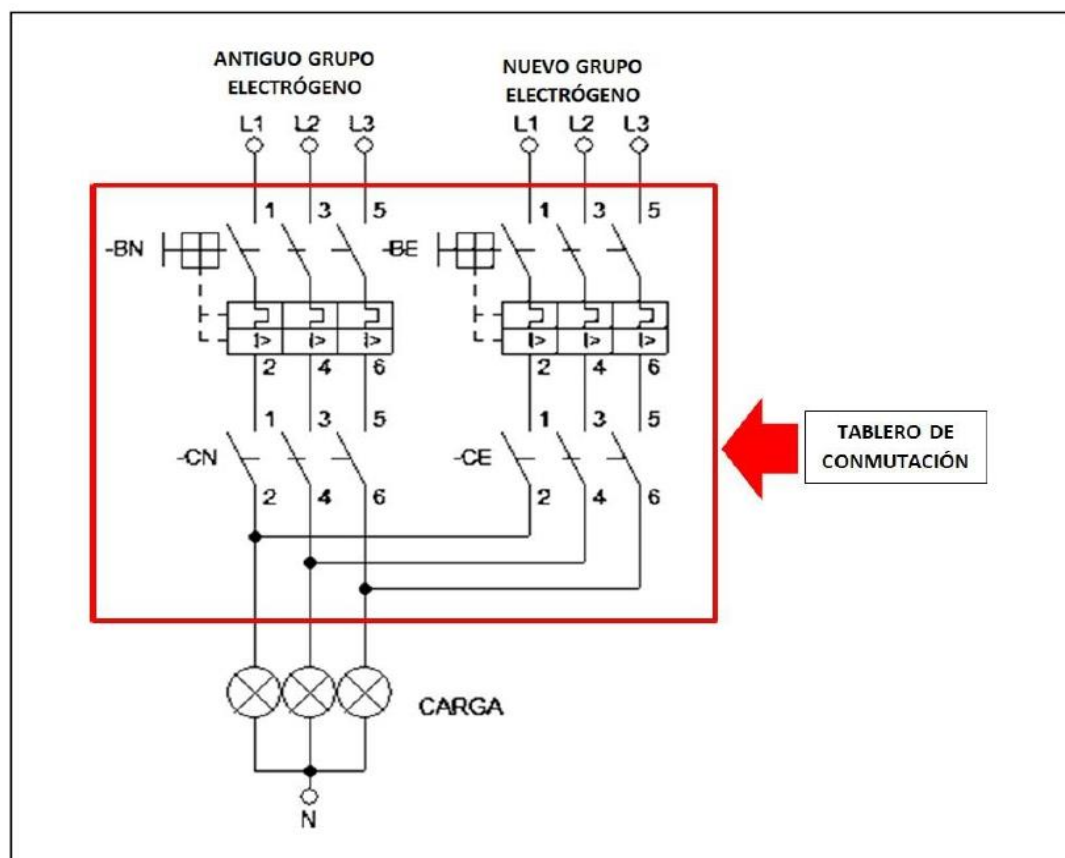 ANTIGUO GRUPO
ELECTRÓGENO
NUEVO GRUPO
ELECTRÓGENO
L1 L2 L3
L1 L2 L3
1 3 5
-BN
1 3 5
-BE
I> I> I>
I> I> I>
2 4 6
2 4 6
1 3 5
-CN
2 4 6
1 3 5
-CE
2 4 6
TABLERO DE
CONMUTACIÓN
CARGA
N